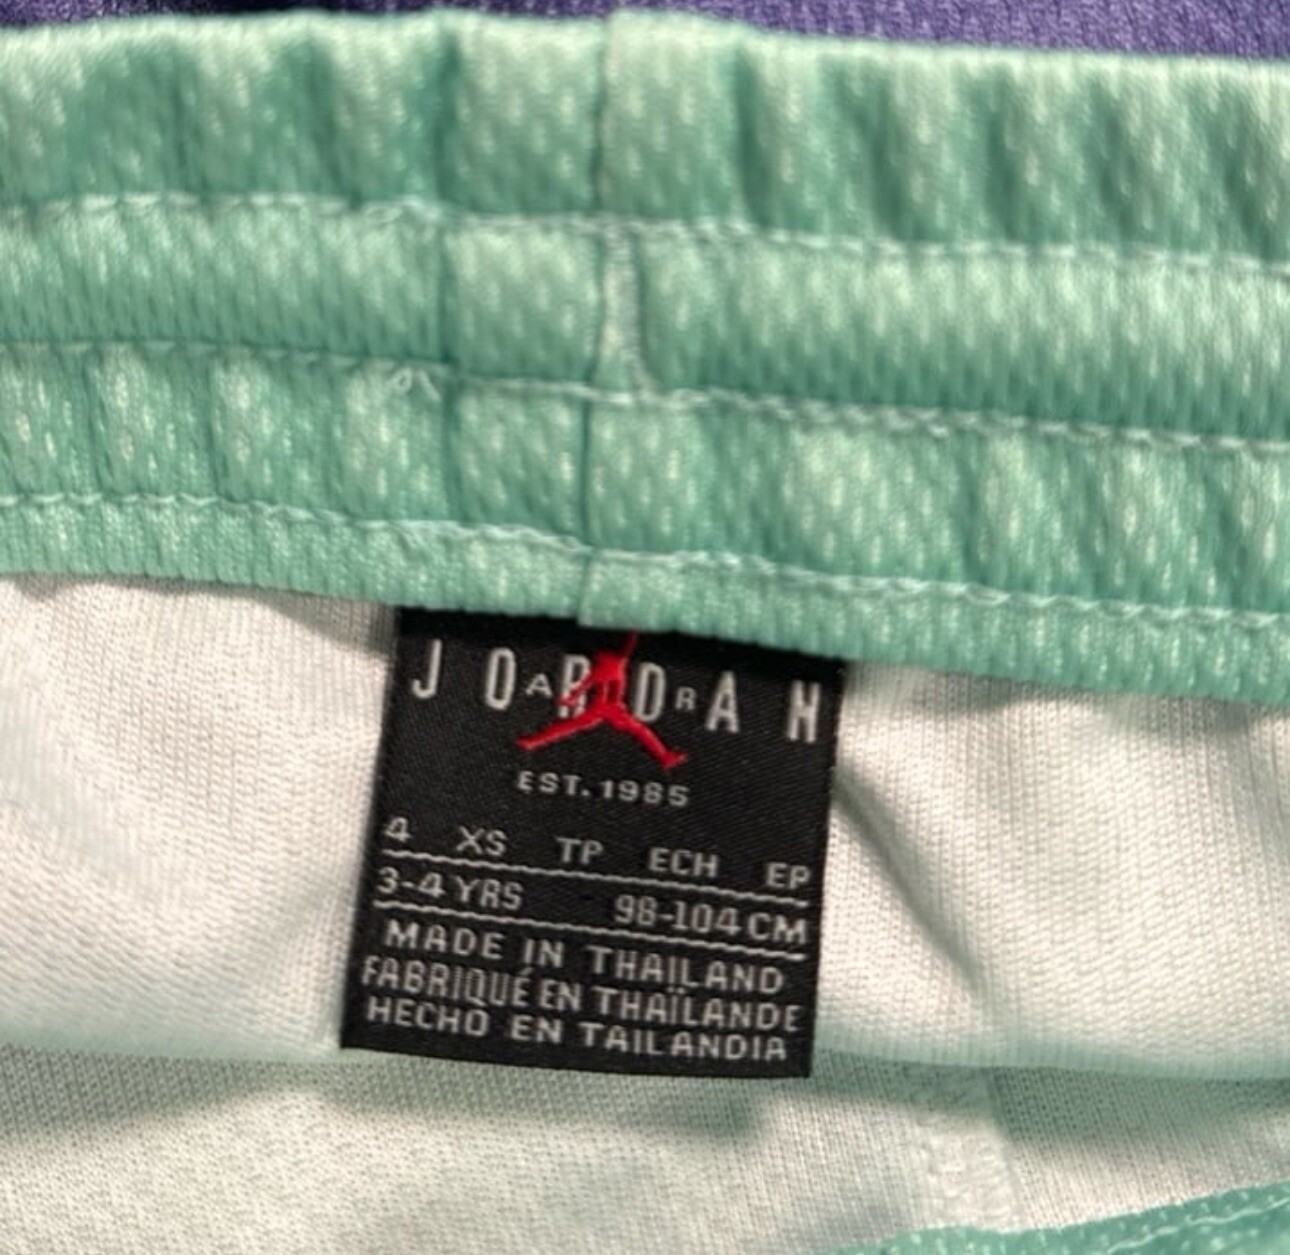 JORDAN
AIR
EST. 1985
4 XS TP ECH EP
3-4 YRS 98-104 CM
MADE IN THAILAND
FABRIQUÉ EN THAÏLANDE
HECHO EN TAILANDIA